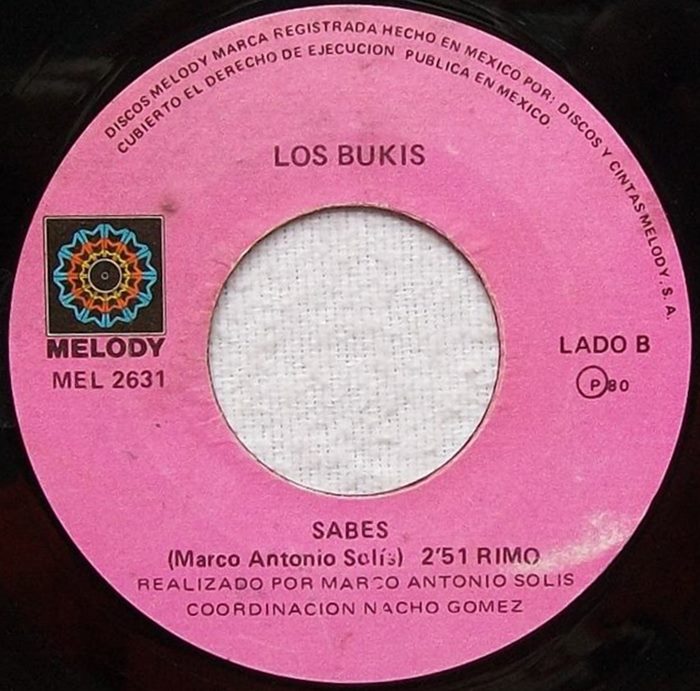 DISCOS MELODY MARCA REGISTRADA HECHO EN MEXICO POR: DISCOS Y CINTAS MELODY, S. A.
CUBIERTO EL DERECHO DE EJECUCION PUBLICA EN MEXICO.
LOS BUKIS
MELODY
MEL 2631
LADO B
Ⓟ80
SABES
(Marco Antonio Solís) 2'51 RIMO
REALIZADO POR MARCO ANTONIO SOLIS
COORDINACION NACHO GOMEZ